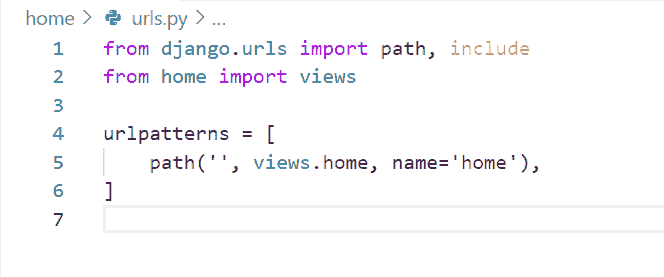 home > urls.py > ...
1 from django.urls import path, include
2 from home import views
3
4 urlpatterns = [
5     path('', views.home, name='home'),
6 ]
7